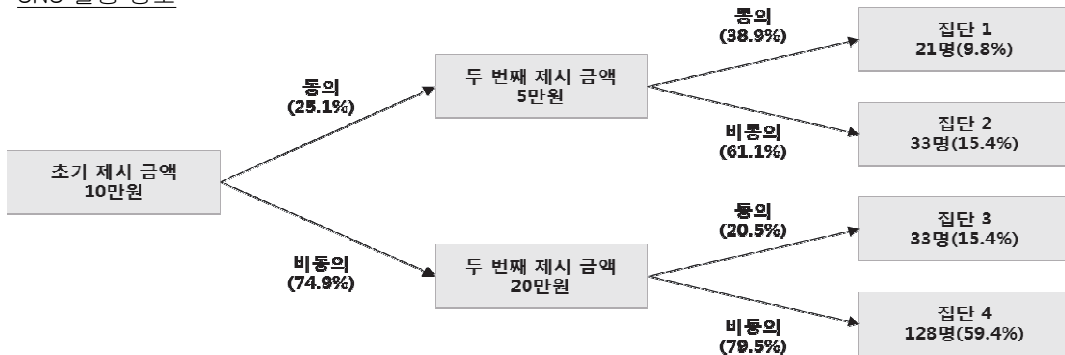 초기 제시 금액
10만원
동의
(25.1%)
비동의
(74.9%)
두 번째 제시 금액
5만원
두 번째 제시 금액
20만원
동의
(38.9%)
비동의
(61.1%)
동의
(20.5%)
비동의
(79.5%)
집단 1
21명(9.8%)
집단 2
33명(15.4%)
집단 3
33명(15.4%)
집단 4
128명(59.4%)